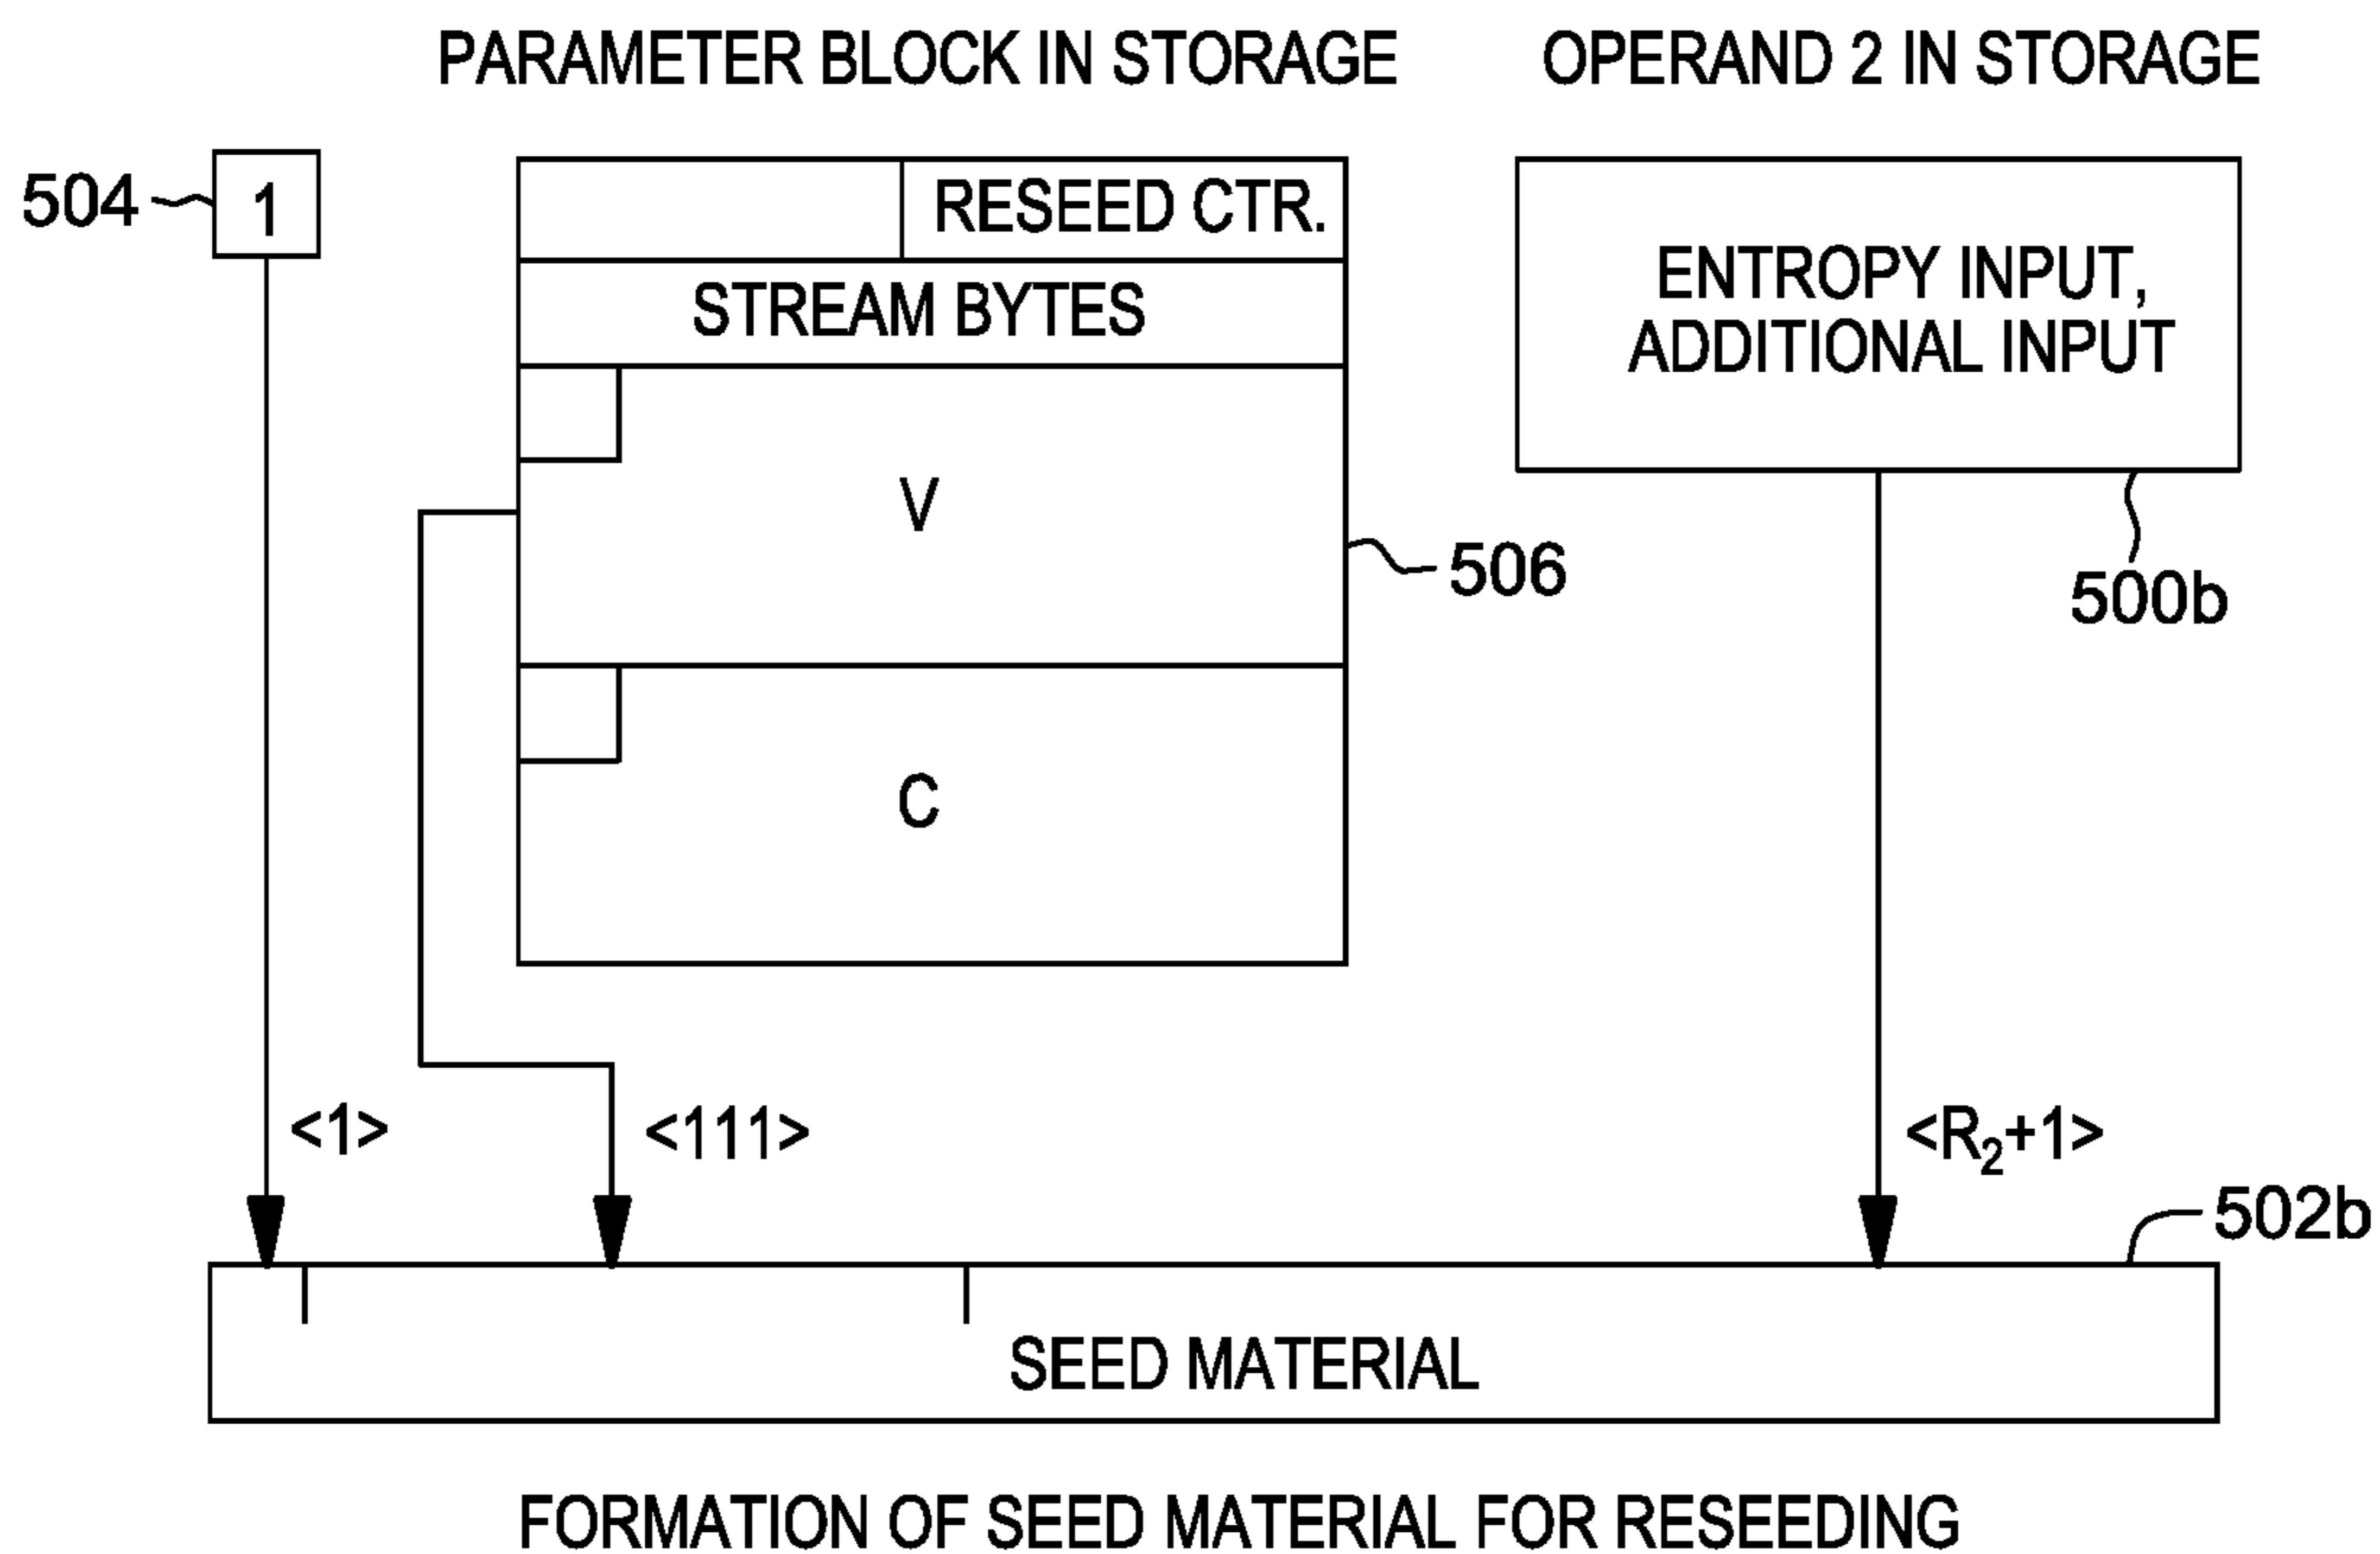 PARAMETER BLOCK IN STORAGE
OPERAND 2 IN STORAGE
504
1
RESEED CTR.
STREAM BYTES
V
C
506
ENTROPY INPUT,
ADDITIONAL INPUT
500b
<1>
<111>
<R₂+1>
502b
SEED MATERIAL
FORMATION OF SEED MATERIAL FOR RESEEDING